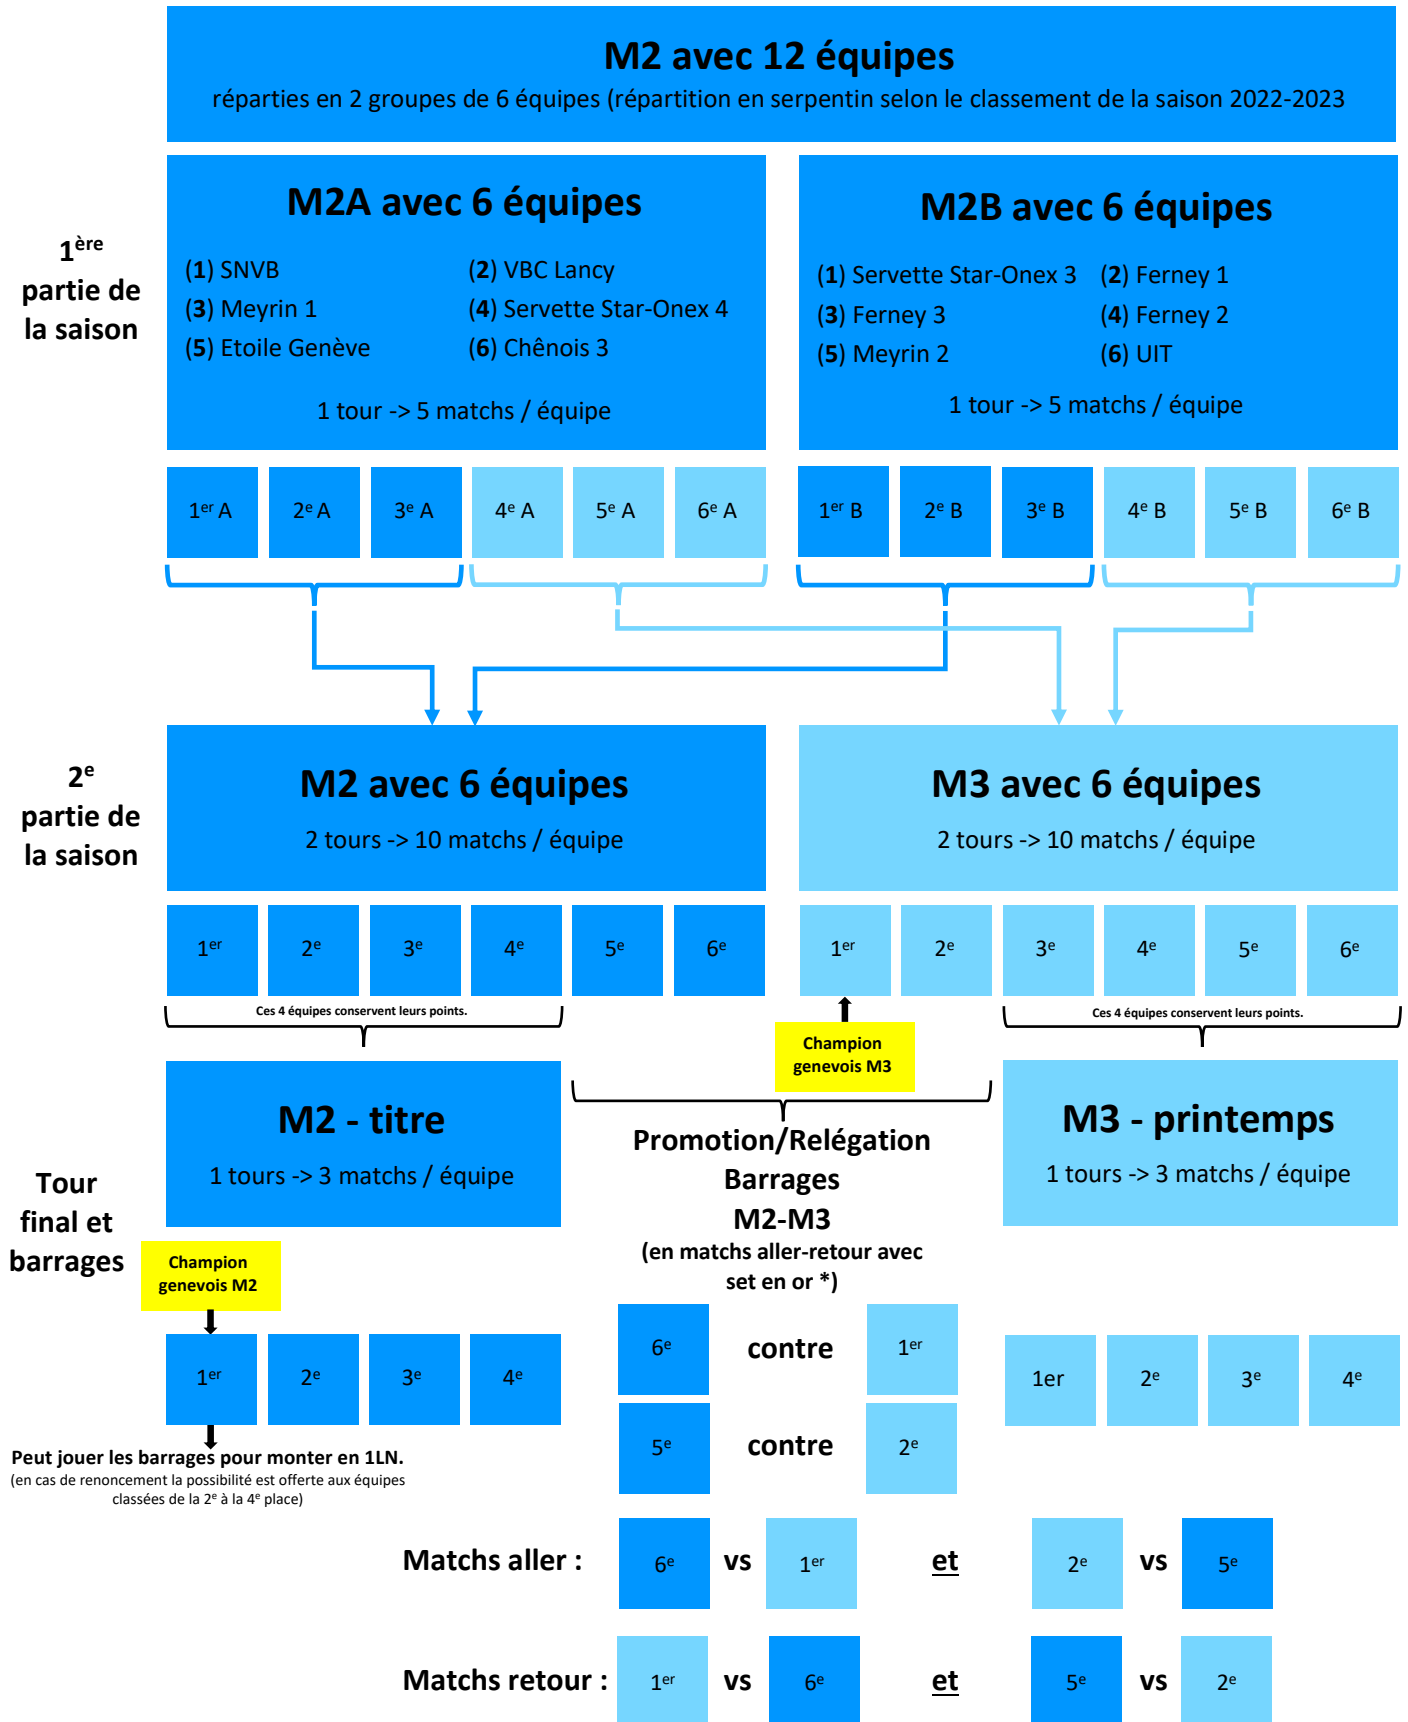 M2 avec 12 équipes
réparties en 2 groupes de 6 équipes (répartition en serpentin selon le classement de la saison 2022-2023
1ère
partie de
la saison
M2A avec 6 équipes
(1) SNVB (2) VBC Lancy
(3) Meyrin 1 (4) Servette Star-Onex 4
(5) Etoile Genève (6) Chênois 3
1 tour -> 5 matchs / équipe
M2B avec 6 équipes
(1) Servette Star-Onex 3 (2) Ferney 1
(3) Ferney 3 (4) Ferney 2
(5) Meyrin 2 (6) UIT
1 tour -> 5 matchs / équipe
1er A 2e A 3e A 4e A 5e A 6e A 1er B 2e B 3e B 4e B 5e B 6e B
2e
partie de
la saison
M2 avec 6 équipes
2 tours -> 10 matchs / équipe
M3 avec 6 équipes
2 tours -> 10 matchs / équipe
1er 2e 3e 4e 5e 6e 1er 2e 3e 4e 5e 6e
Ces 4 équipes conservent leurs points.
Champion
genevois M3
Ces 4 équipes conservent leurs points.
Tour
final et
barrages
M2 - titre
1 tours -> 3 matchs / équipe
Promotion/Relégation
Barrages
M2-M3
(en matchs aller-retour avec
set en or *)
M3 - printemps
1 tours -> 3 matchs / équipe
Champion
genevois M2
1er 2e 3e 4e
6e contre 1er
5e contre 2e
1er 2e 3e 4e
Peut jouer les barrages pour monter en 1LN.
(en cas de renoncement la possibilité est offerte aux équipes
classées de la 2e à la 4e place)
Matchs aller : 6e vs 1er et 2e vs 5e
Matchs retour : 1er vs 6e et 5e vs 2e